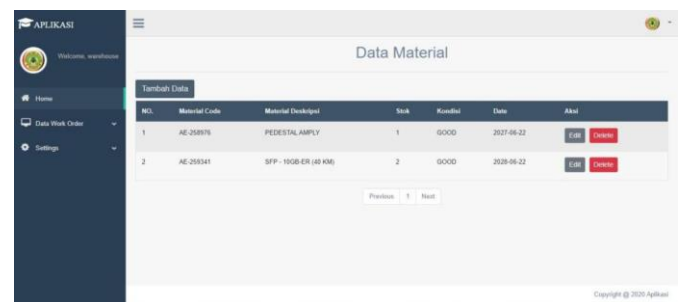 APLIKASI
Welcome, warehouse
Data Material
Home
Data Work Order
Settings
Tambah Data
NO. Material Code Material Deskripsi Stok Kondisi Date Aksi
1 AE-258976 PEDESTAL AMPLY 1 GOOD 2027-06-22 Edit Delete
2 AE-259341 SFP - 10GB-ER (40 KM) 2 GOOD 2028-06-22 Edit Delete
Previous 1 Next
Copyright @ 2020 Aplikasi